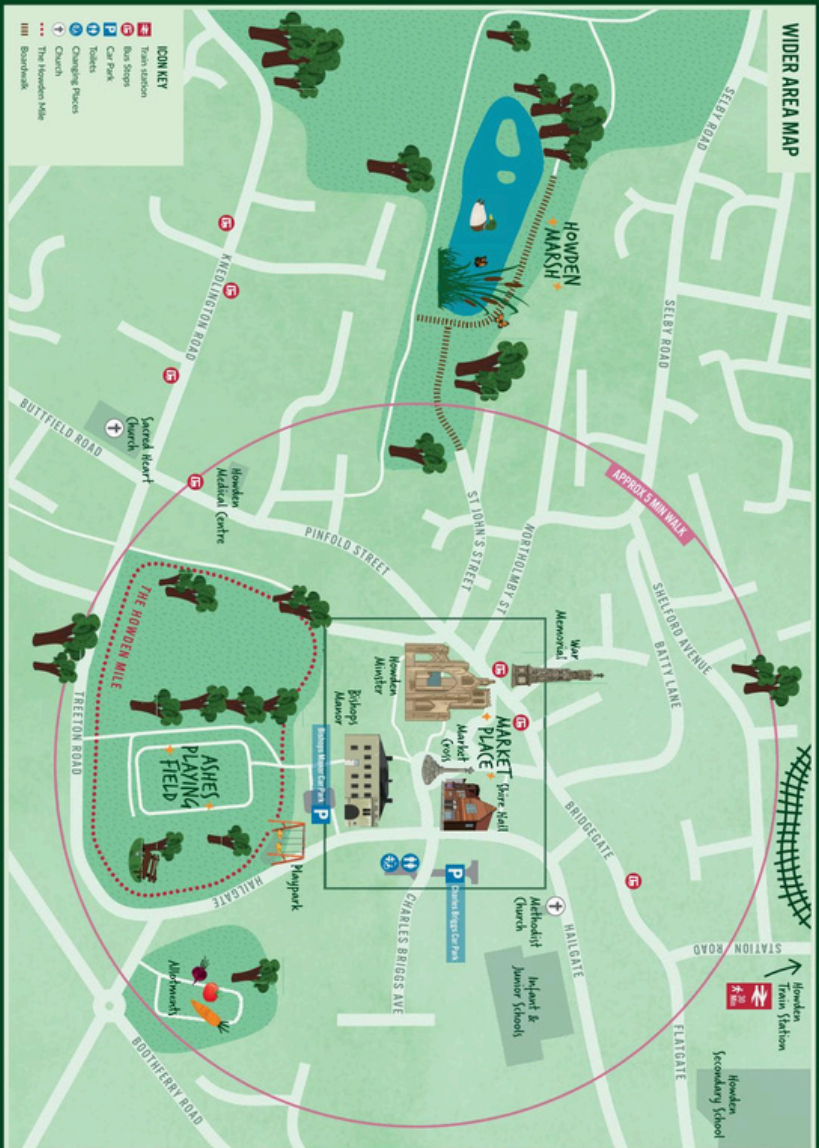 WIDER AREA MAP
SELBY ROAD
SELBY ROAD
APPROX 5 MIN WALK
SHELFORD AVENUE
BATTY LANE
STATION ROAD
Howden
Train Station
30
Min
Howden
Secondary School
HOWDEN
MARSH
ST JOHN'S STREET
NORTHOLMBY ST
War
Memorial
BRIDGEGATE
HAILGATE
FLATGATE
Methodist
Church
Infant &
Junior Schools
Howden
Minster
MARKET
PLACE
Market
Cross
Shire Hall
Bishops
Manor
P Bishops Manor Car Park
P Charles Briggs Car Park
CHARLES BRIGGS AVE
KNEDLINGTON ROAD
BUTTFIELD ROAD
Sacred Heart
Church
Howden
Medical Centre
PINFOLD STREET
THE HOWDEN MILE
TREETON ROAD
ASHES
PLAYING
FIELD
Playpark
HAILGATE
Allotments
BOOTHFERRY ROAD
ICON KEY
Train station
Bus Stops
P Car Park
Toilets
Changing Places
Church
The Howden Mile
Boardwalk